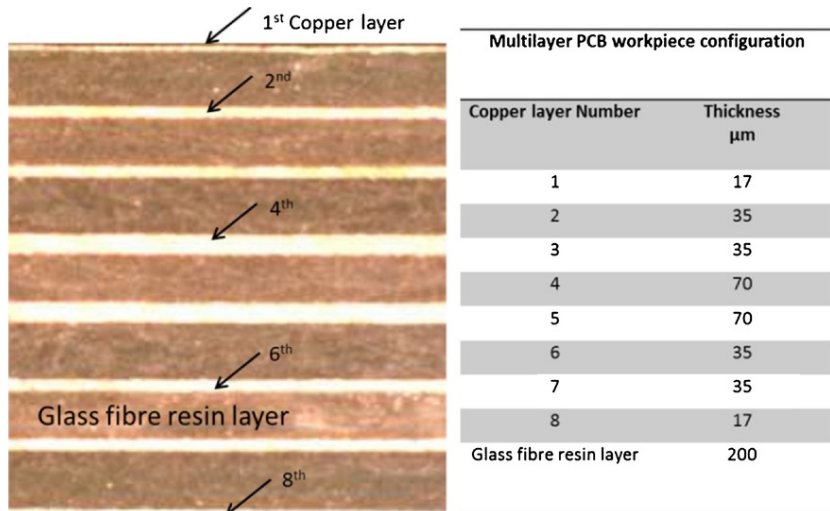 1st Copper layer
2nd
4th
6th
Glass fibre resin layer
8th
Multilayer PCB workpiece configuration
Copper layer Number Thickness
µm
1 17
2 35
3 35
4 70
5 70
6 35
7 35
8 17
Glass fibre resin layer 200